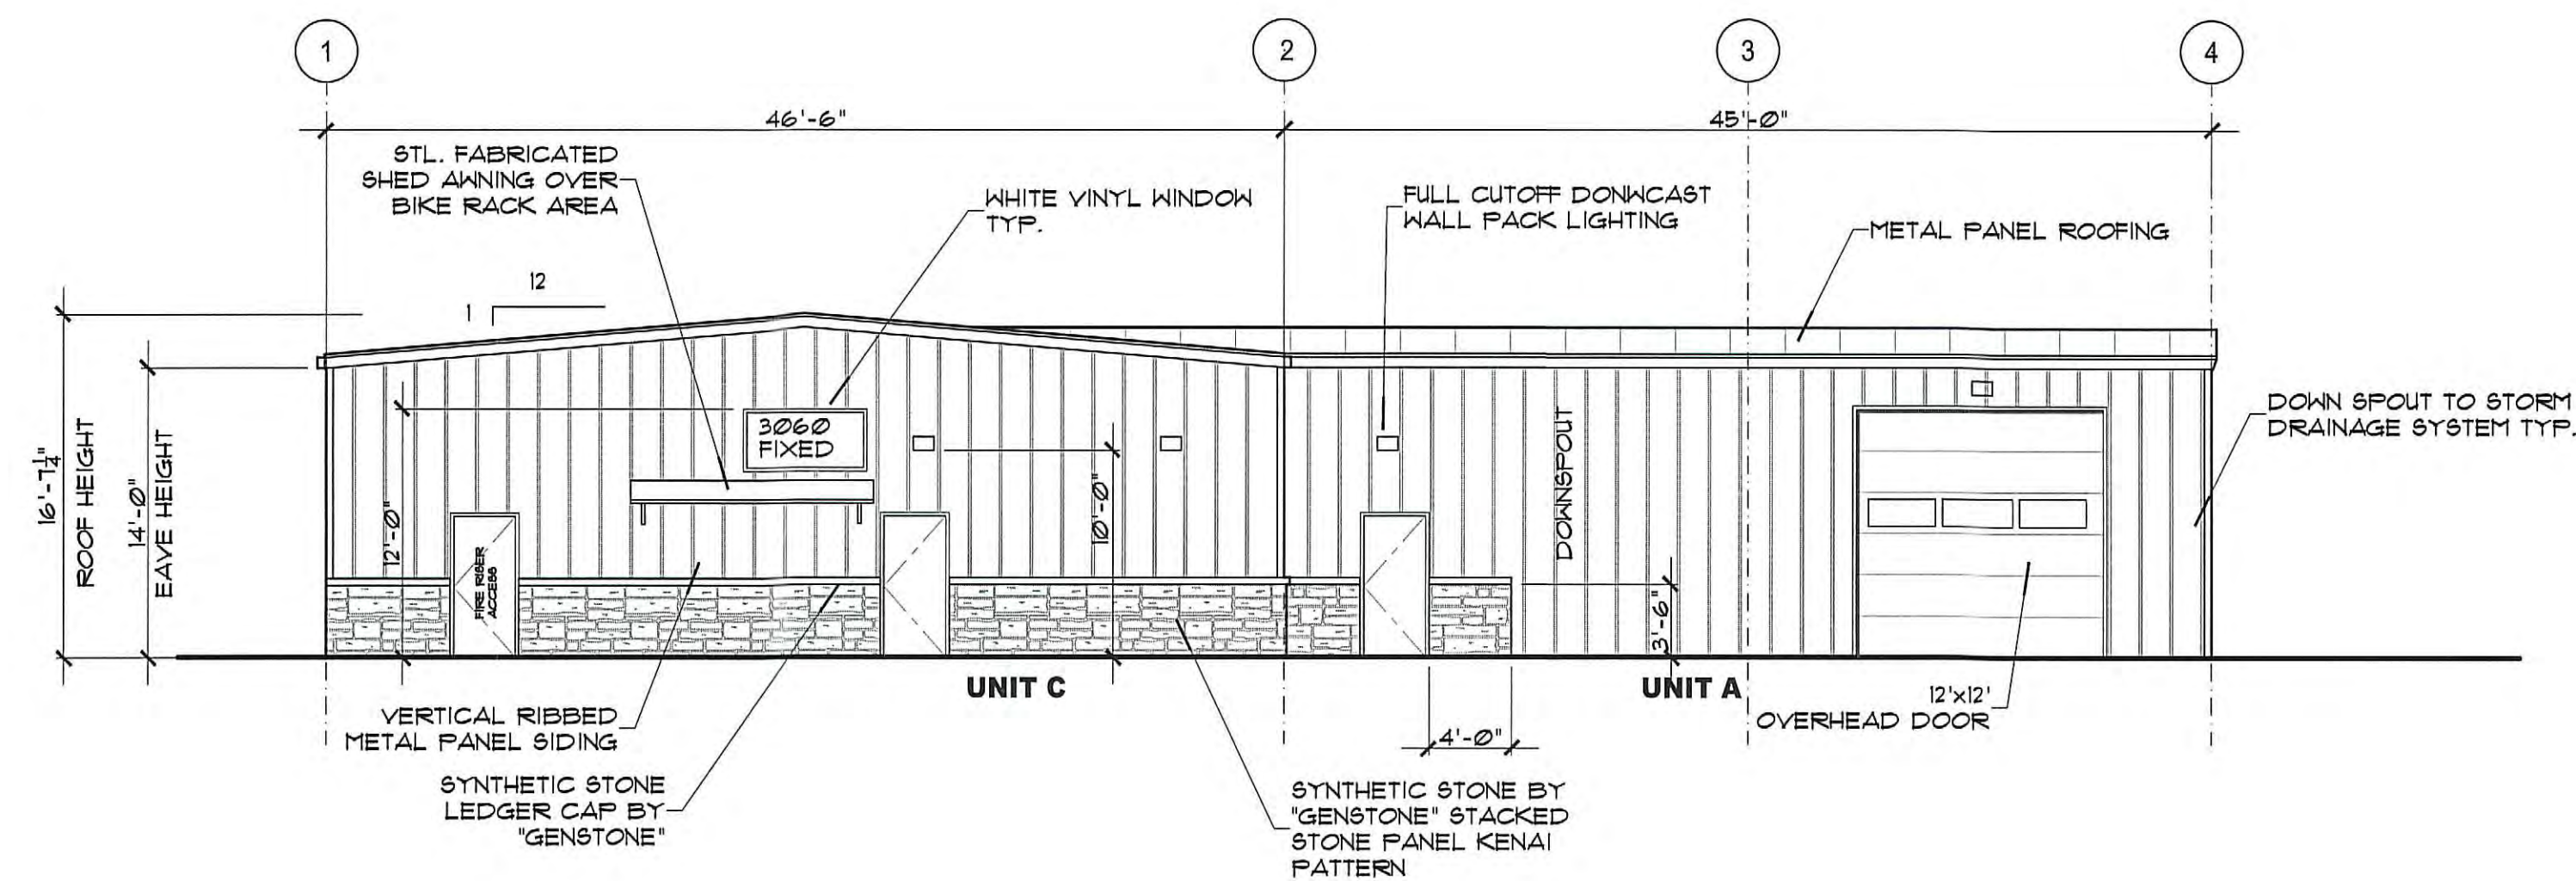 1
2
3
4
46'-6"
45'-0"
STL. FABRICATED
SHED AWNING OVER
BIKE RACK AREA
WHITE VINYL WINDOW
TYP.
FULL CUTOFF DONWCAST
WALL PACK LIGHTING
METAL PANEL ROOFING
12
1
16'-7¼"
ROOF HEIGHT
14'-0"
EAVE HEIGHT
12'-0"
3060
FIXED
10'-0"
DOWNSPOUT
DOWN SPOUT TO STORM
DRAINAGE SYSTEM TYP.
FIRE RISER
ACCESS
3'-6"
UNIT C
UNIT A
VERTICAL RIBBED
METAL PANEL SIDING
4'-0"
12'x12'
OVERHEAD DOOR
SYNTHETIC STONE
LEDGER CAP BY
"GENSTONE"
SYNTHETIC STONE BY
"GENSTONE" STACKED
STONE PANEL KENAI
PATTERN